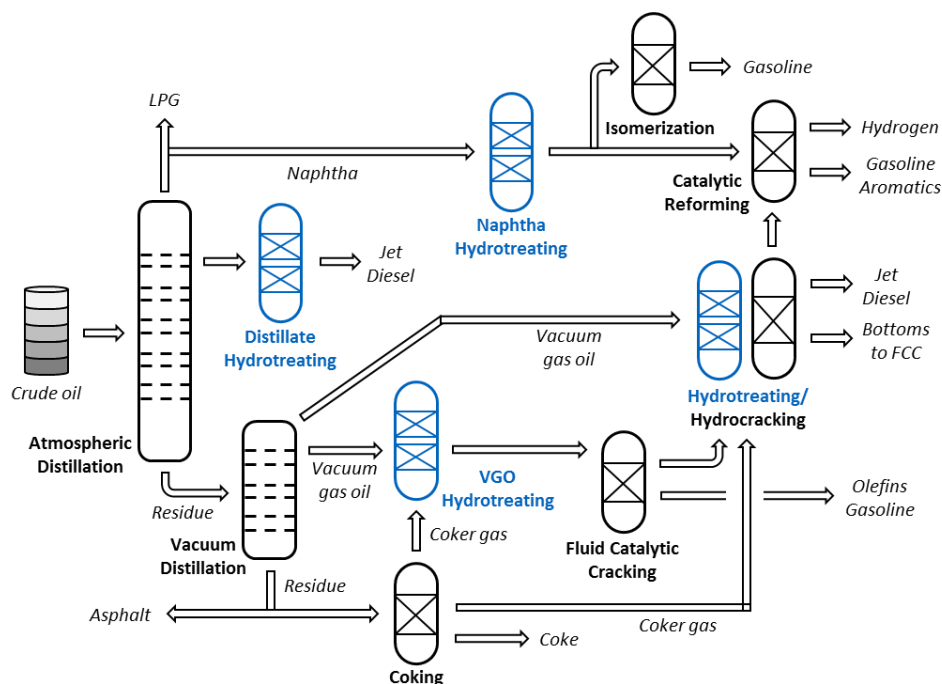 LPG
Gasoline
Isomerization
Naphtha
Hydrogen
Gasoline
Aromatics
Catalytic
Reforming
Naphtha
Hydrotreating
Jet
Diesel
Distillate
Hydrotreating
Crude oil
Vacuum
gas oil
Jet
Diesel
Bottoms
to FCC
Hydrotreating/
Hydrocracking
Atmospheric
Distillation
Vacuum
gas oil
VGO
Hydrotreating
Residue
Olefins
Gasoline
Vacuum
Distillation
Coker gas
Fluid Catalytic
Cracking
Residue
Asphalt
Coke
Coker gas
Coking